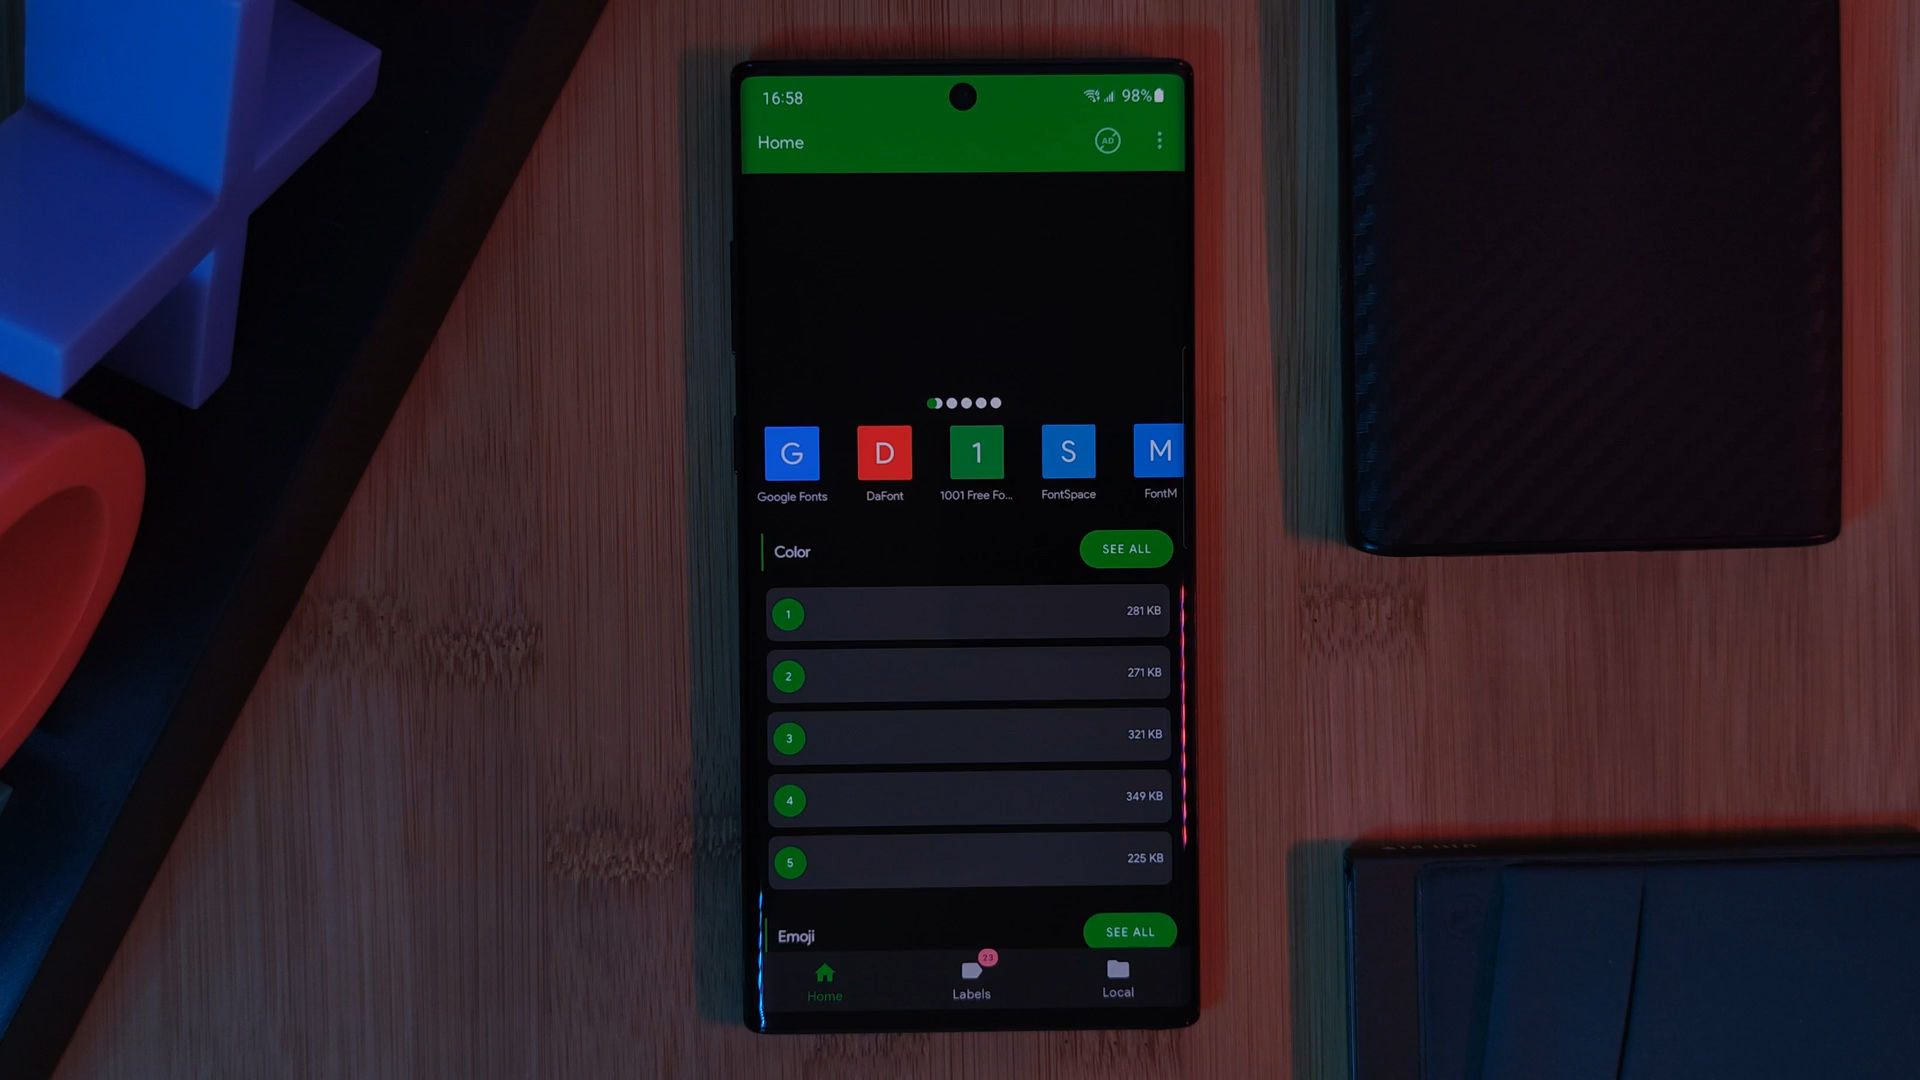 16:58
98%
Home
AD
G
D
1
S
M
Google Fonts
DaFont
1001 Free Fo...
FontSpace
FontM
Color
SEE ALL
1
281 KB
2
271 KB
3
321 KB
4
349 KB
5
225 KB
Emoji
SEE ALL
23
Home
Labels
Local